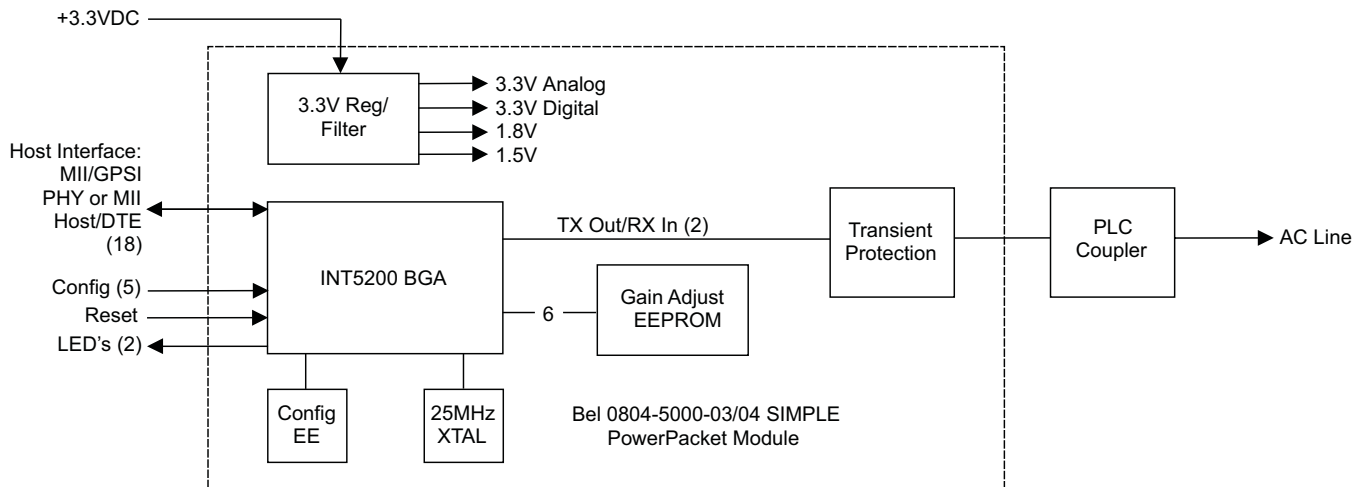 +3.3VDC
3.3V Reg/
Filter
3.3V Analog
3.3V Digital
1.8V
1.5V
Host Interface:
MII/GPSI
PHY or MII
Host/DTE
(18)
Config (5)
Reset
LED's (2)
INT5200 BGA
TX Out/RX In (2)
6
Gain Adjust
EEPROM
Transient
Protection
PLC
Coupler
AC Line
Config
EE
25MHz
XTAL
Bel 0804-5000-03/04 SIMPLE
PowerPacket Module